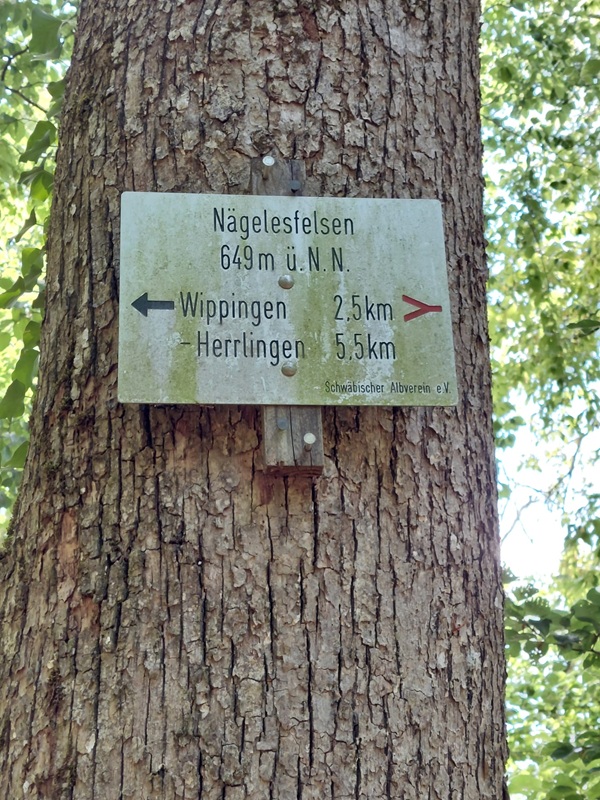 Nägelesfelsen
649m ü.N.N.
Wippingen 2,5km
-Herrlingen 5,5km
Schwäbischer Albverein e.V.